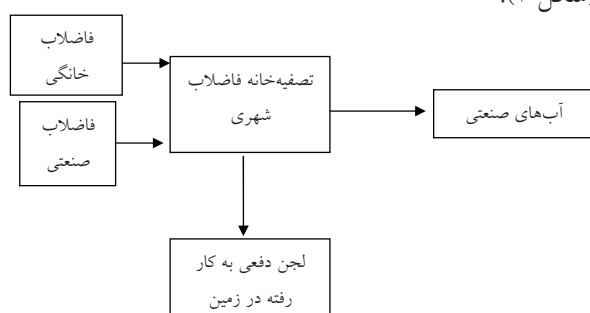 فاضلاب
خانگی
تصفیه‌خانه فاضلاب
شهری
فاضلاب
صنعتی
آب‌های صنعتی
لجن دفعی به کار
رفته در زمین